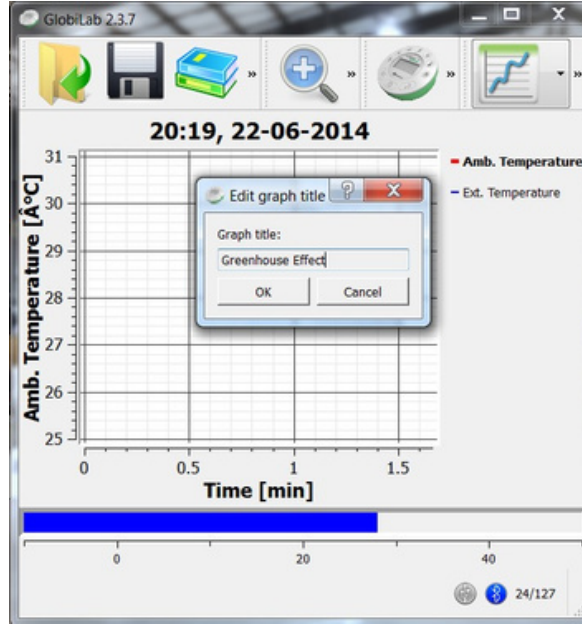 GlobiLab 2.3.7
20:19, 22-06-2014
31
30
29
28
27
26
25
Amb. Temperature [Â°C]
Amb. Temperature
Ext. Temperature
Edit graph title
Graph title:
Greenhouse Effect
OK Cancel
0 0.5 1 1.5
Time [min]
0 20 40
24/127